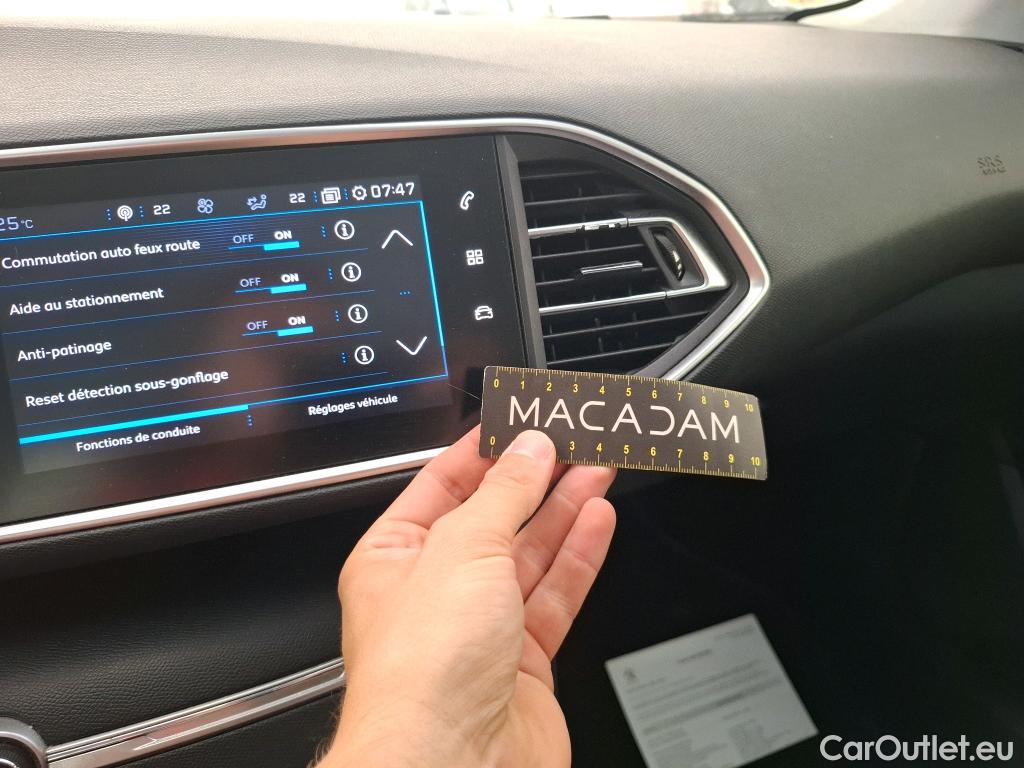 25°C 22 22 07:47
Commutation auto feux route OFF ON
Aide au stationnement OFF ON
Anti-patinage OFF ON
Reset détection sous-gonflage
Fonctions de conduite Réglages véhicule
SRS
AIRBAG
0 1 2 3 4 5 6 7 8 9 10
MACADAM
0 3 4 5 6 7 8 9 10
CarOutlet.eu